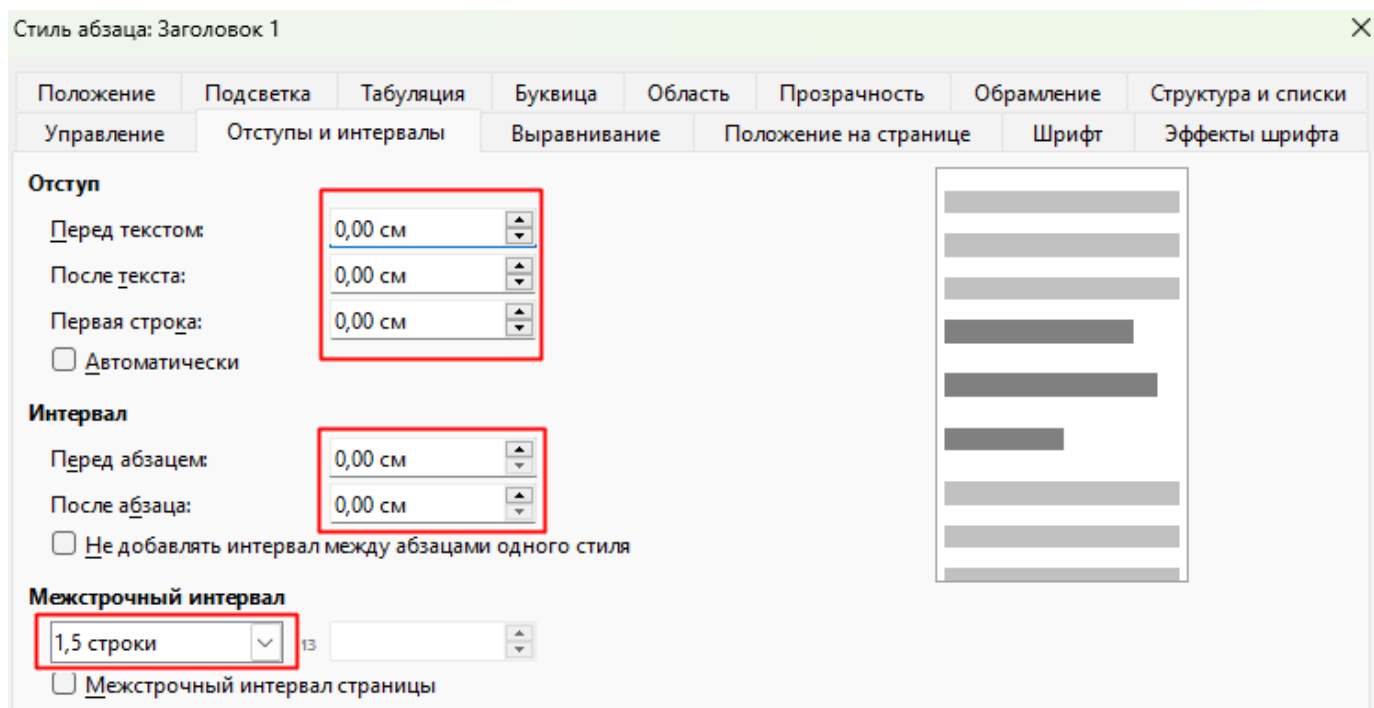 Стиль абзаца: Заголовок 1
Положение Подсветка Табуляция Буквица Область Прозрачность Обрамление Структура и списки
Управление Отступы и интервалы Выравнивание Положение на странице Шрифт Эффекты шрифта
Отступ
Перед текстом: 0,00 см
После текста: 0,00 см
Первая строка: 0,00 см
Автоматически
Интервал
Перед абзацем: 0,00 см
После абзаца: 0,00 см
Не добавлять интервал между абзацами одного стиля
Межстрочный интервал
1,5 строки из
Межстрочный интервал страницы